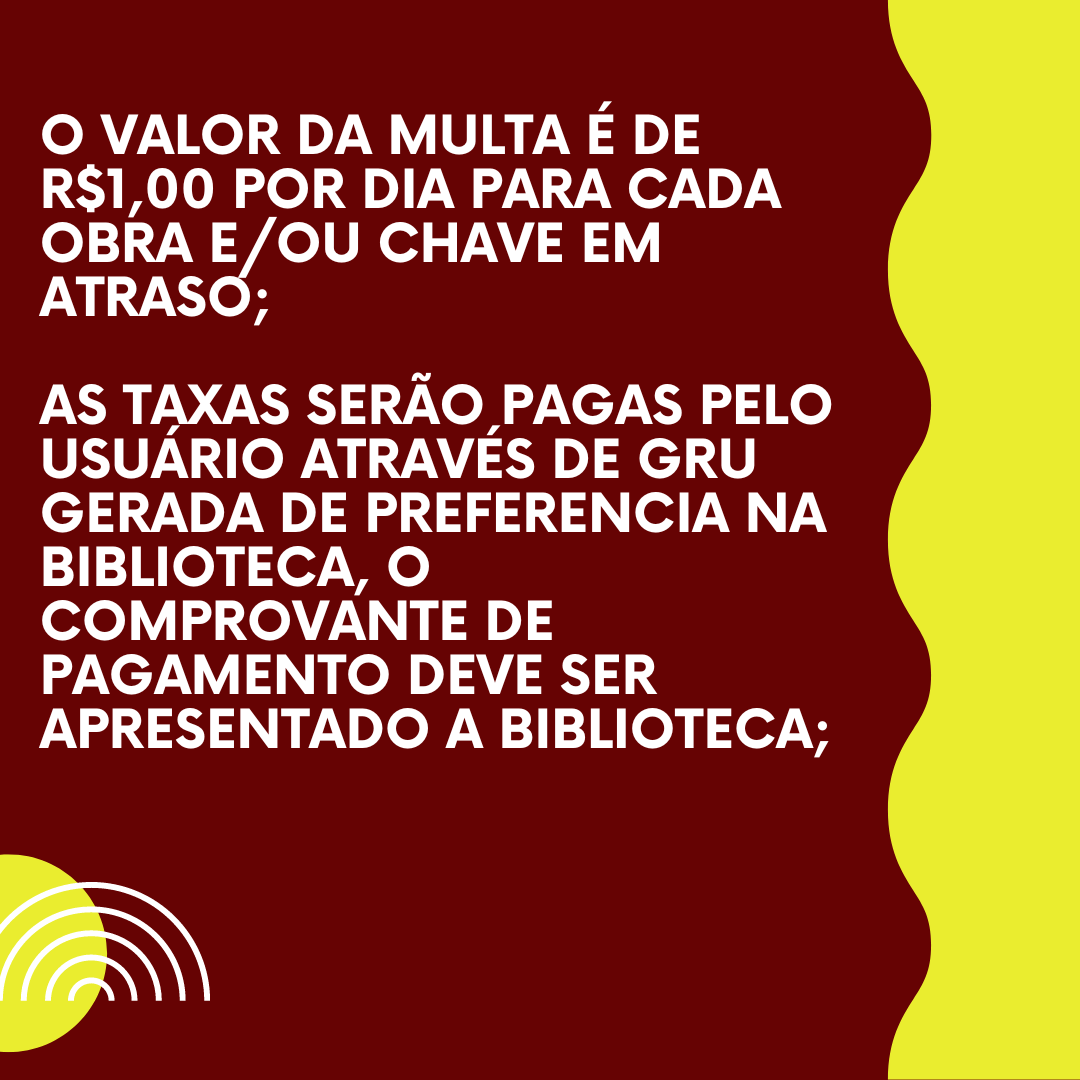 O VALOR DA MULTA É DE
R$1,00 POR DIA PARA CADA
OBRA E/OU CHAVE EM
ATRASO;
AS TAXAS SERÃO PAGAS PELO
USUÁRIO ATRAVÉS DE GRU
GERADA DE PREFERENCIA NA
BIBLIOTECA, O
COMPROVANTE DE
PAGAMENTO DEVE SER
APRESENTADO A BIBLIOTECA;